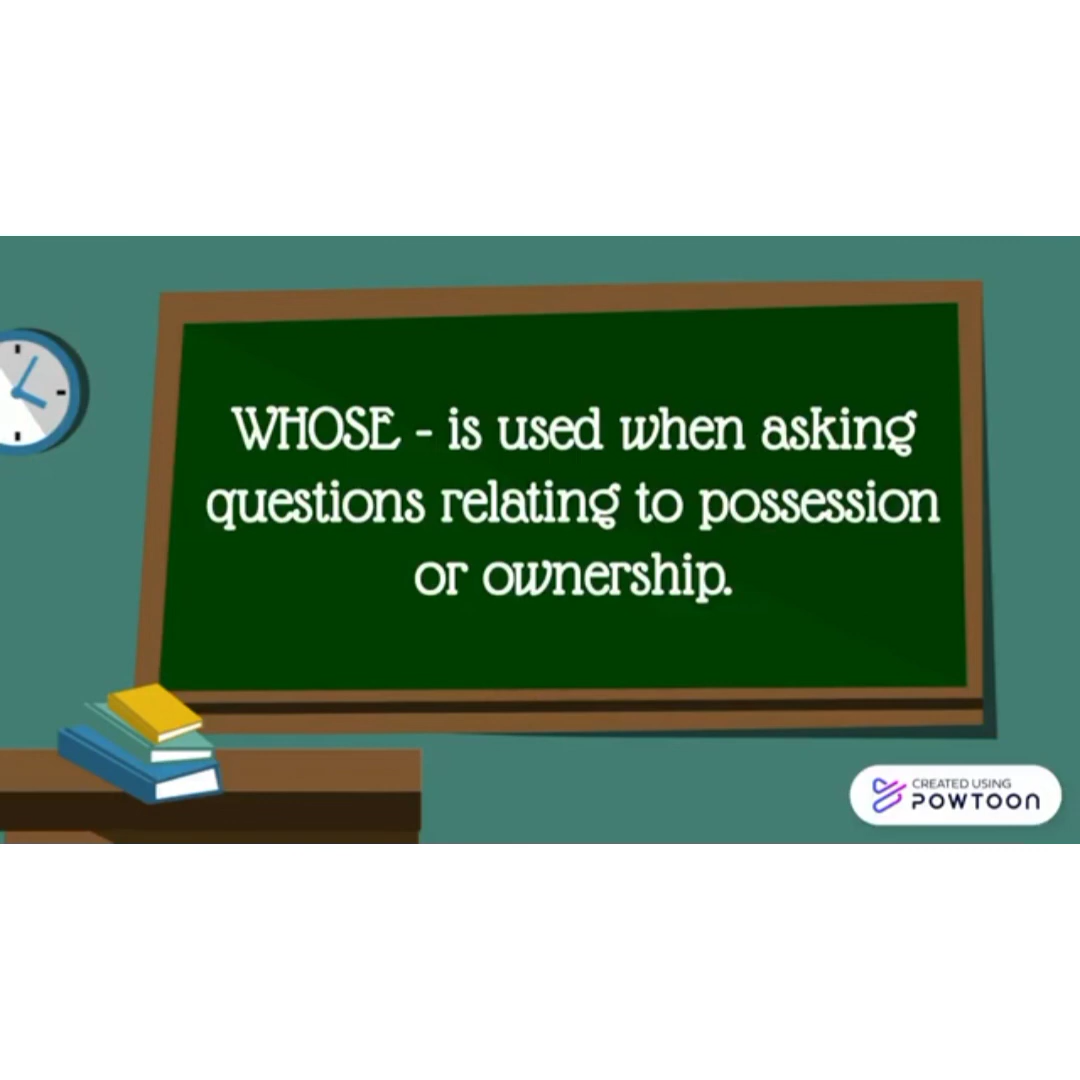 WHOSE - is used when asking
questions relating to possession
or ownership.
CREATED USING
POWTOON